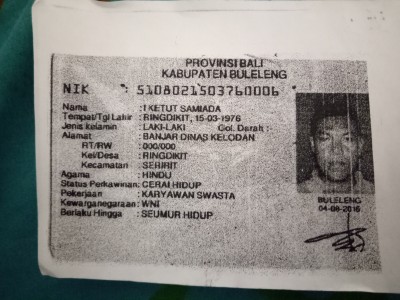 PROVINSI BALI
KABUPATEN BULELENG
NIK : 5108021503760006
Nama : I KETUT SAMIADA
Tempat/Tgl Lahir : RINGDIKIT, 15-03-1976
Jenis kelamin : LAKI-LAKI Gol. Darah :-
Alamat : BANJAR DINAS KELODAN
RT/RW : 000/000
Kel/Desa : RINGDIKIT
Kecamatan : SERIRIT
Agama : HINDU
Status Perkawinan: CERAI HIDUP
Pekerjaan : KARYAWAN SWASTA
Kewarganegaraan: WNI
Berlaku Hingga : SEUMUR HIDUP
BULELENG
04-08-2016